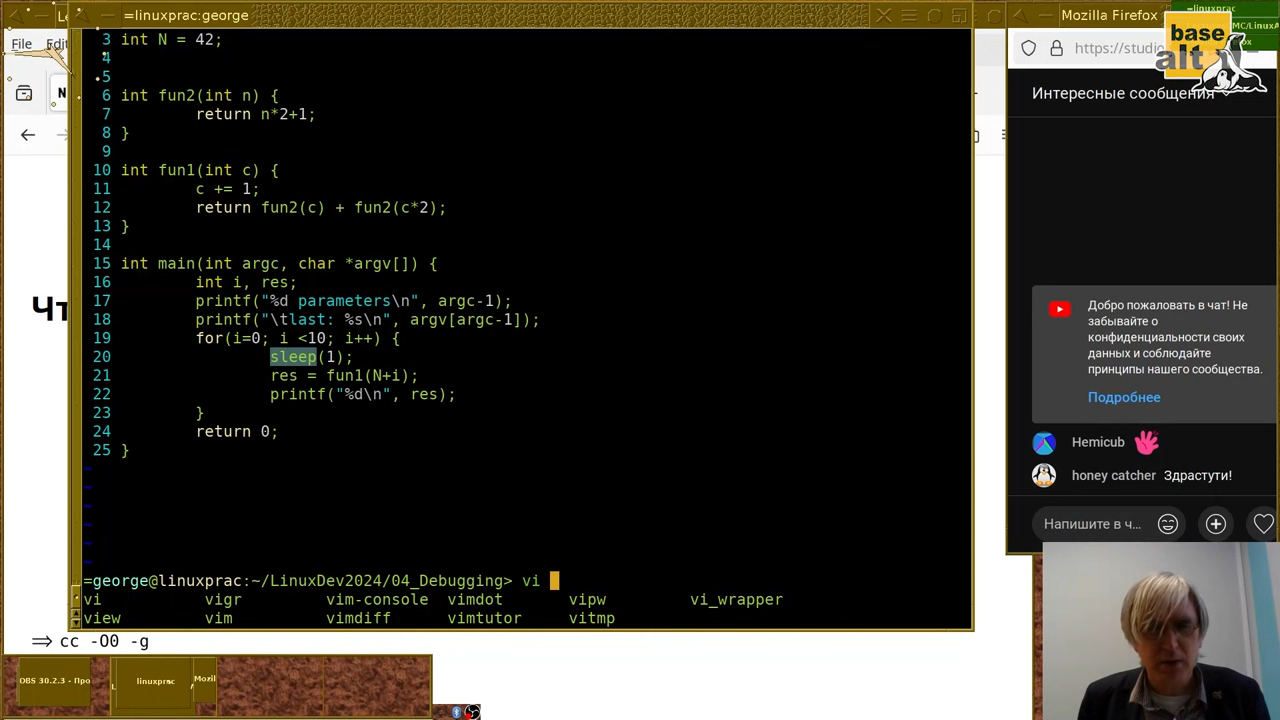 =linuxprac:george
File Edit
3 int N = 42;
4
5
6 int fun2(int n) {
7 return n*2+1;
8 }
9
10 int fun1(int c) {
11 c += 1;
12 return fun2(c) + fun2(c*2);
13 }
14
15 int main(int argc, char *argv[]) {
16 int i, res;
17 printf("%d parameters\n", argc-1);
18 printf("\tlast: %s\n", argv[argc-1]);
19 for(i=0; i <10; i++) {
20 sleep(1);
21 res = fun1(N+i);
22 printf("%d\n", res);
23 }
24 return 0;
25 }
~
~
~
~
~
~
=george@linuxprac:~/LinuxDev2024/04_Debugging> vi
vi vigr vim-console vimdot vipw vi_wrapper
view vim vimdiff vimtutor vitmp
⇒ cc -O0 -g
Чт
N
OBS 30.2.3 - Про
linuxprac
Mozil
Mozilla Firefox
=linuxprac
base
alt
https://studio
Интересные сообщения
Добро пожаловать в чат! Не
забывайте о
конфиденциальности своих
данных и соблюдайте
принципы нашего сообщества.
Подробнее
Hemicub
honey catcher Здрастути!
Напишите в ч...